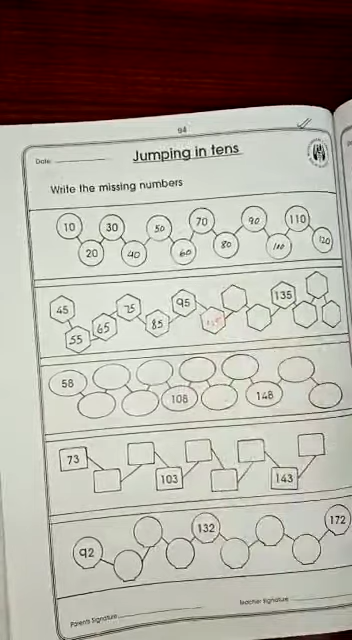 94
Date:
Jumping in tens
Write the missing numbers
10 20 30 40 50 60 70 80 90 100 110 120
45 55 65 75 85 95 135
58 108 148
73 103 143
92 132 172
Parents Signature
Teacher Signature